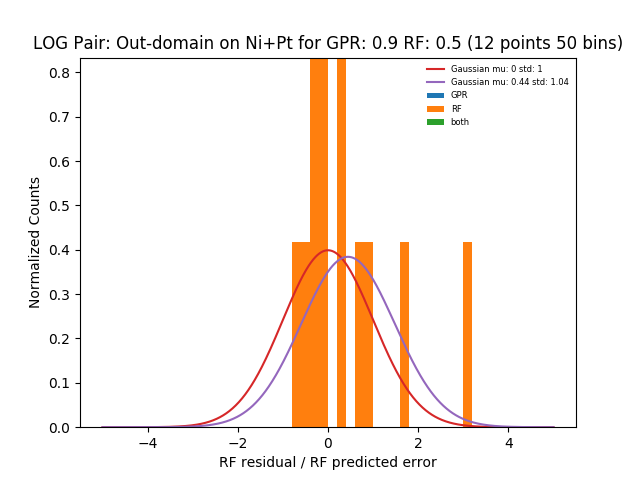 LOG Pair: Out-domain on Ni+Pt for GPR: 0.9 RF: 0.5 (12 points 50 bins)
Gaussian mu: 0 std: 1
Gaussian mu: 0.44 std: 1.04
GPR
RF
both
Normalized Counts
0.8
0.7
0.6
0.5
0.4
0.3
0.2
0.1
0.0
−4 −2 0 2 4
RF residual / RF predicted error